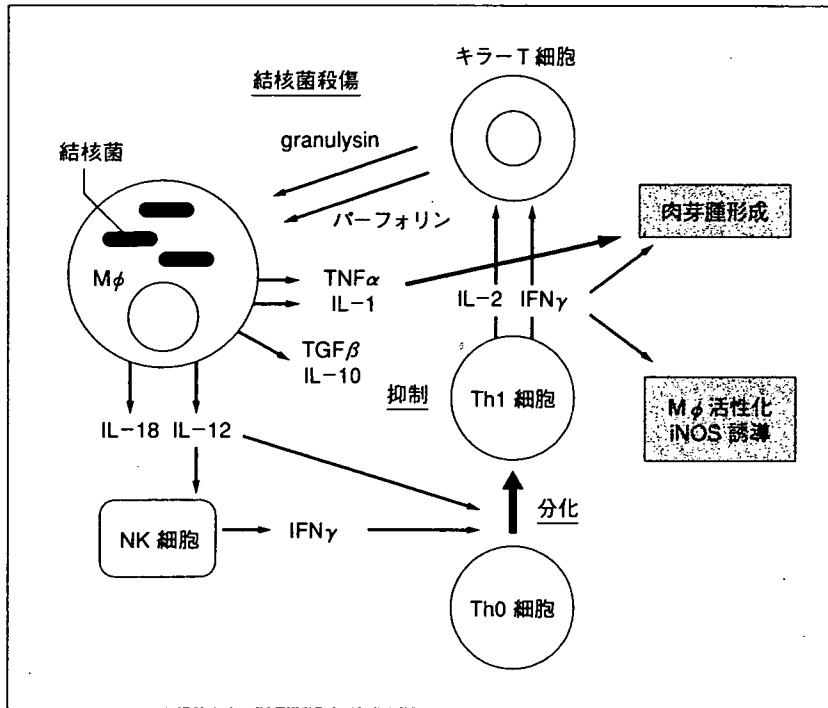 キラーT 細胞
結核菌殺傷
granulysin
結核菌
パーフォリン
肉芽腫形成
Mφ
TNFα
IL-1
IL-2 IFNγ
TGFβ
IL-10
抑制
Th1 細胞
Mφ 活性化
iNOS 誘導
IL-18 IL-12
分化
NK 細胞
IFNγ
Th0 細胞